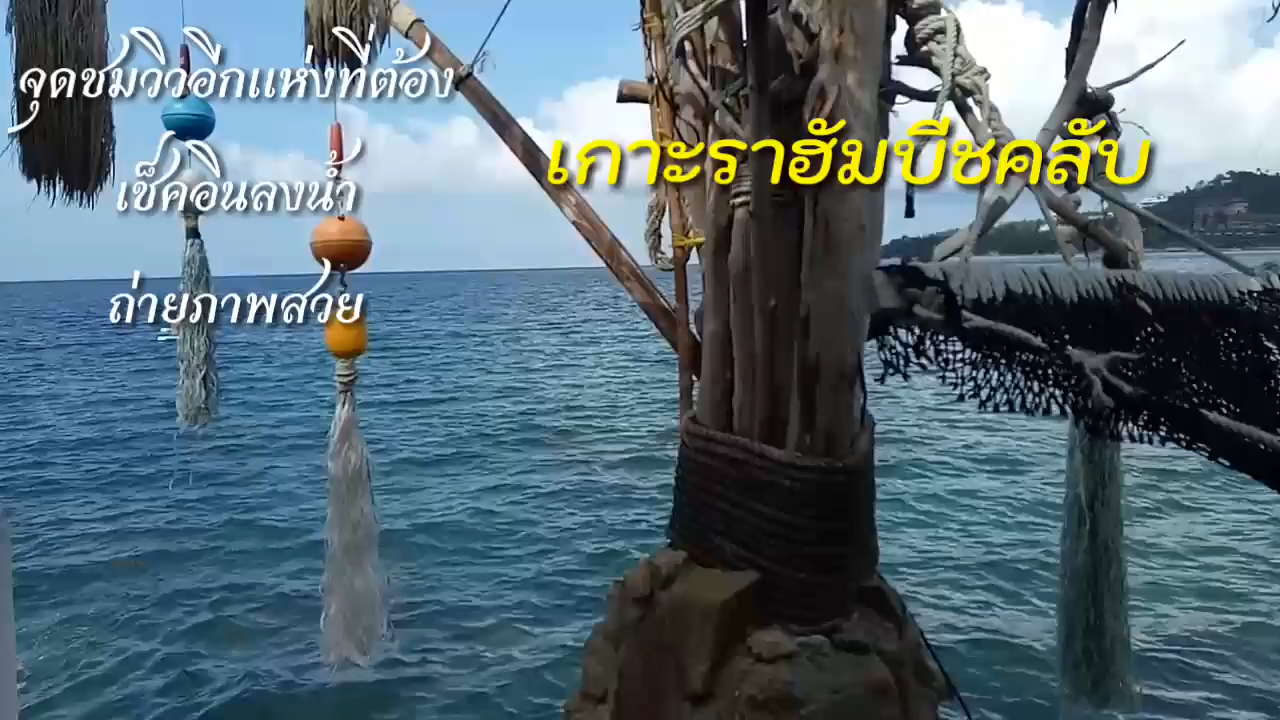 จุดชมวิวอีกแห่งที่ต้อง
เช็คอินลงน้ำ
ถ่ายภาพสวย
เกาะราฮัมบีชคลับ